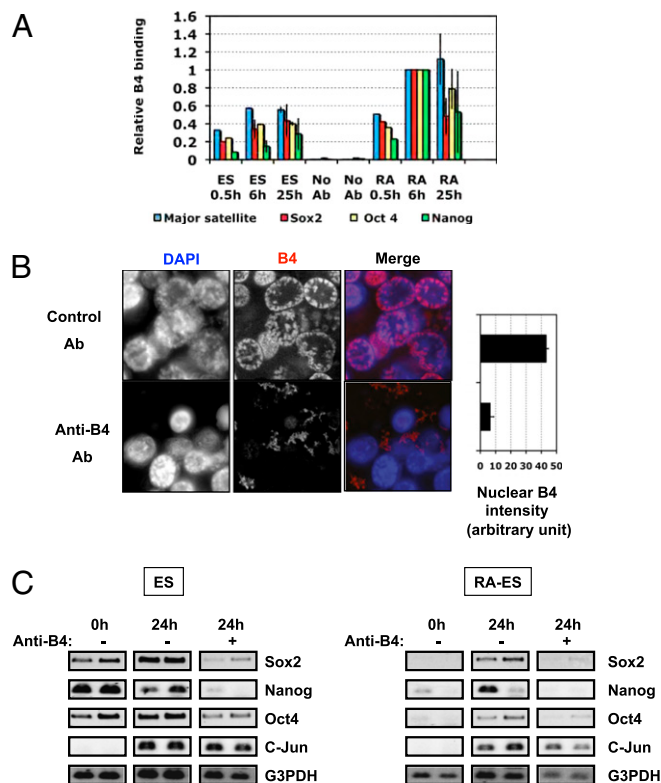 A
Relative B4 binding
1.6
1.4
1.2
1
0.8
0.6
0.4
0.2
0
ES ES ES No No RA RA RA
0.5h 6h 25h Ab Ab 0.5h 6h 25h
Major satellite Sox2 Oct 4 Nanog
B
DAPI B4 Merge
Control
Ab
Anti-B4
Ab
0 10 20 30 40 50
Nuclear B4
intensity
(arbitrary unit)
C
ES
0h 24h 24h
Anti-B4: - - +
Sox2
Nanog
Oct4
C-Jun
G3PDH
RA-ES
0h 24h 24h
Anti-B4: - - +
Sox2
Nanog
Oct4
C-Jun
G3PDH